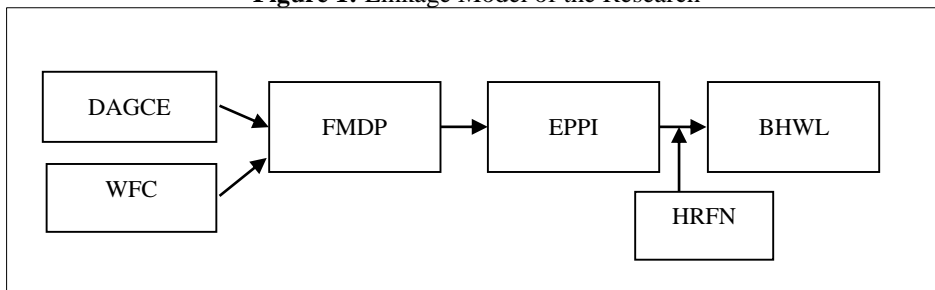 Figure 1: Linkage Model of the Research
DAGCE
FMDP
EPPI
BHWL
WFC
HRFN